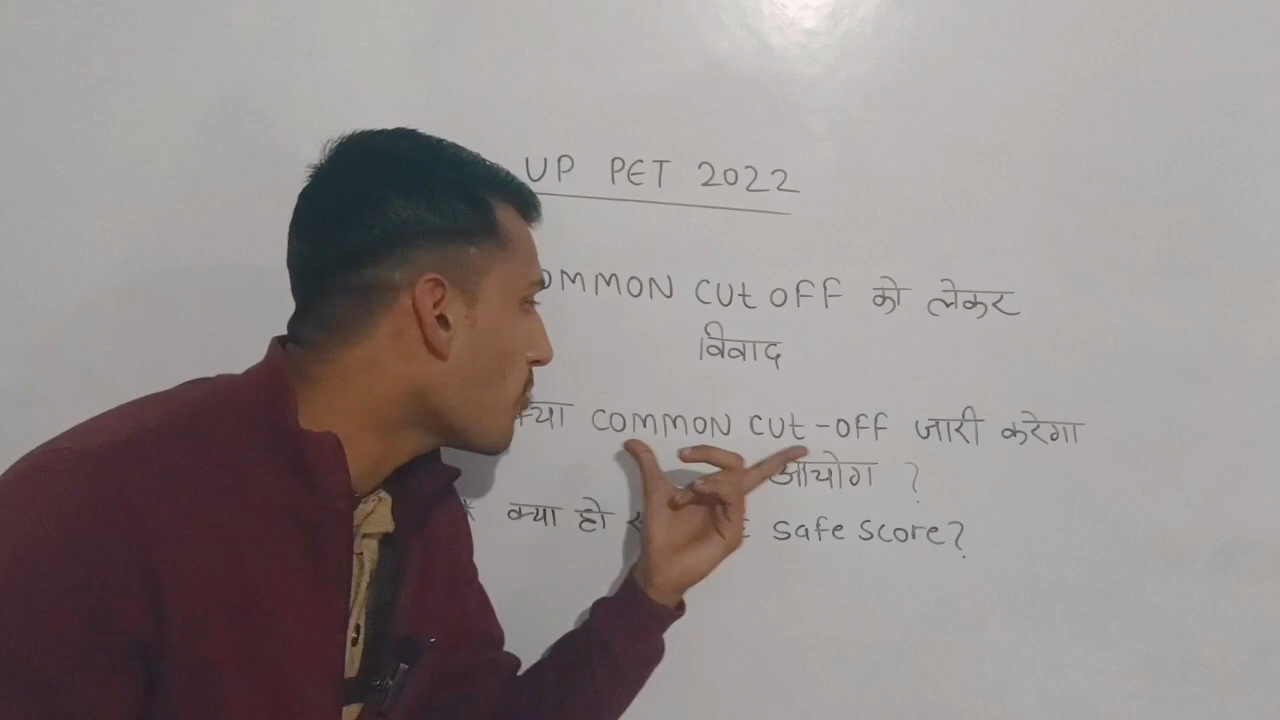 UP PET 2022
OMMON CUt OFF को लेकर
विवाद
क्या COMMON CUt-OFF जारी करेगा
आयोग ?
* क्या हो safe score?